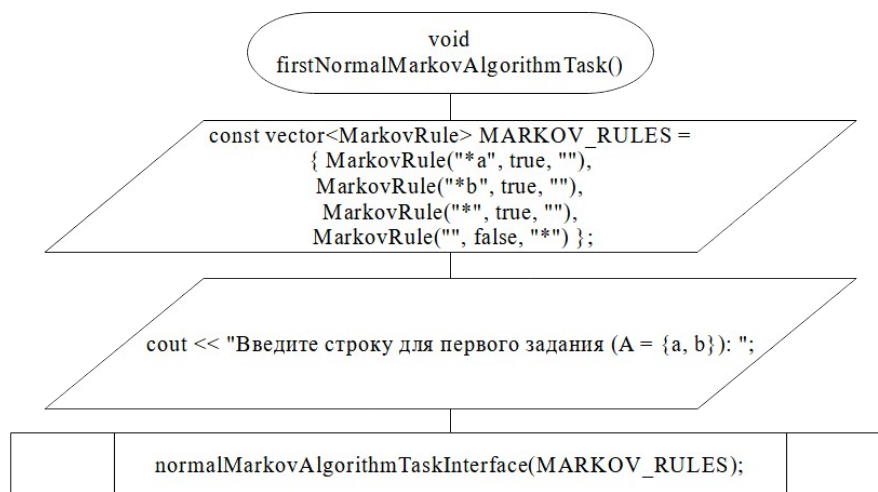 void
firstNormalMarkovAlgorithmTask()
const vector<MarkovRule> MARKOV_RULES =
{ MarkovRule("*a", true, ""),
MarkovRule("*b", true, ""),
MarkovRule("*", true, ""),
MarkovRule("", false, "*") };
cout << "Введите строку для первого задания (A = {a, b}): ";
normalMarkovAlgorithmTaskInterface(MARKOV_RULES);